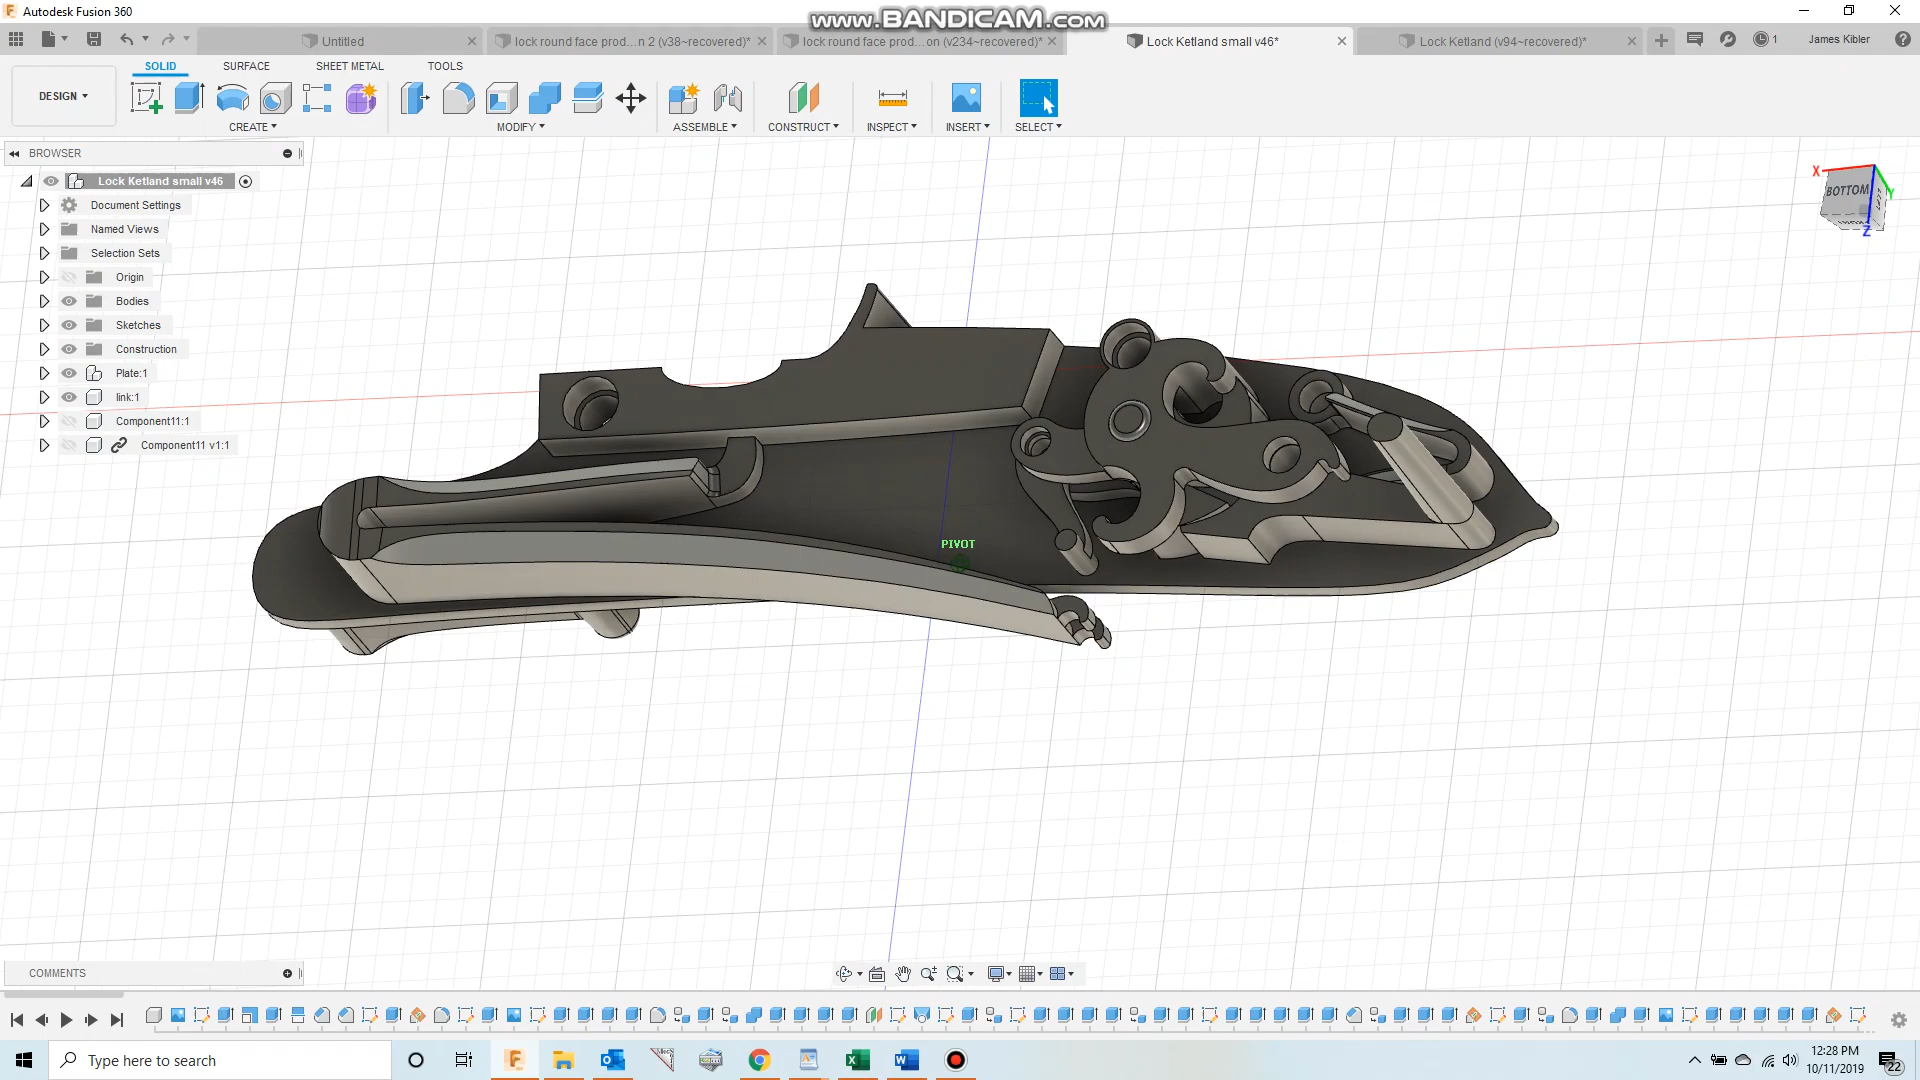 Autodesk Fusion 360
www.BANDICAM.com
Untitled
lock round face prod...n 2 (v38~recovered)*
lock round face prod...on (v234~recovered)*
Lock Ketland small v46*
Lock Ketland (v94~recovered)*
1
James Kibler
SOLID
SURFACE
SHEET METAL
TOOLS
DESIGN
CREATE
MODIFY
ASSEMBLE
CONSTRUCT
INSPECT
INSERT
SELECT
BROWSER
Lock Ketland small v46
Document Settings
Named Views
Selection Sets
Origin
Bodies
Sketches
Construction
Plate:1
link:1
Component11:1
Component11 v1:1
X
BOTTOM
Y
Z
PIVOT
COMMENTS
Type here to search
12:28 PM
10/11/2019
22